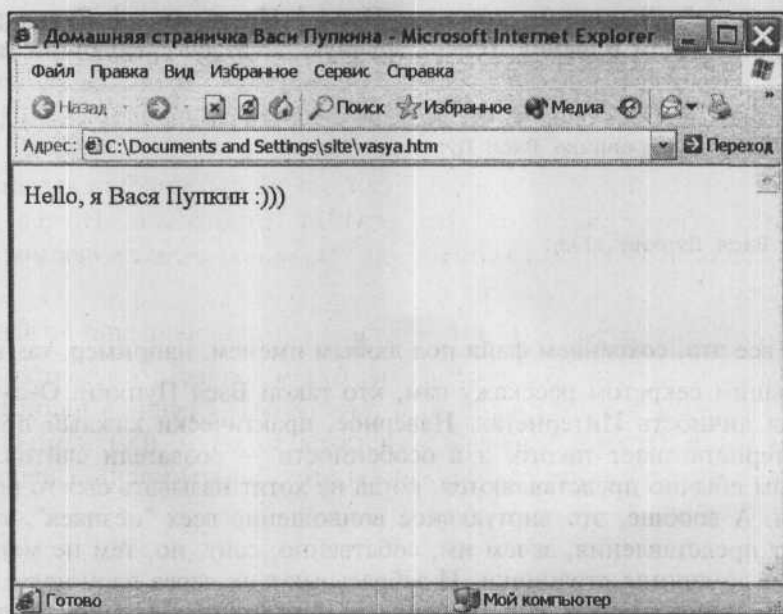 Домашняя страничка Васи Пупкина - Microsoft Internet Explorer
Файл Правка Вид Избранное Сервис Справка
Назад Поиск Избранное Медиа »
Адрес: C:\Documents and Settings\site\vasya.htm Переход
Hello, я Вася Пупкин :)))
Готово Мой компьютер